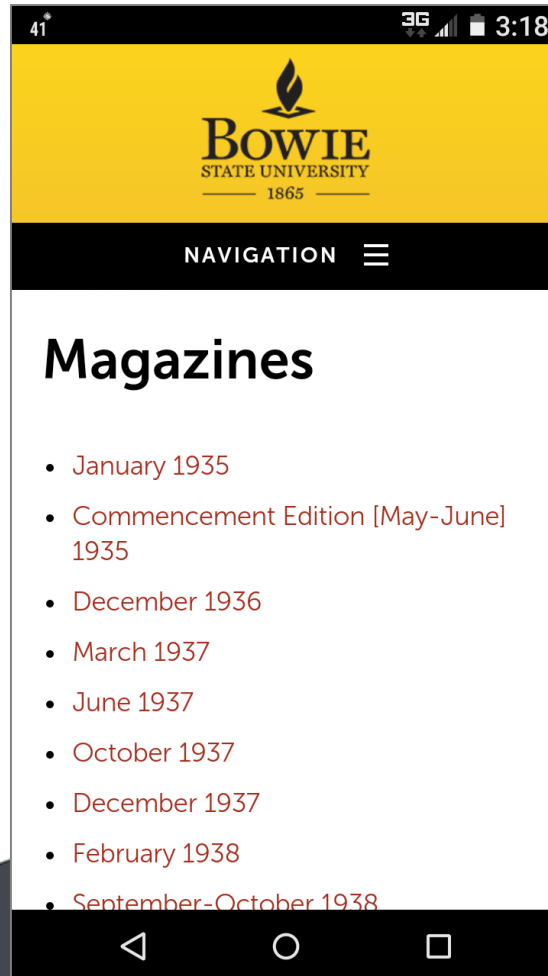 41°
3G 3:18
BOWIE
STATE UNIVERSITY
1865
NAVIGATION
Magazines
• January 1935
• Commencement Edition [May-June]
1935
• December 1936
• March 1937
• June 1937
• October 1937
• December 1937
• February 1938
• September-October 1938